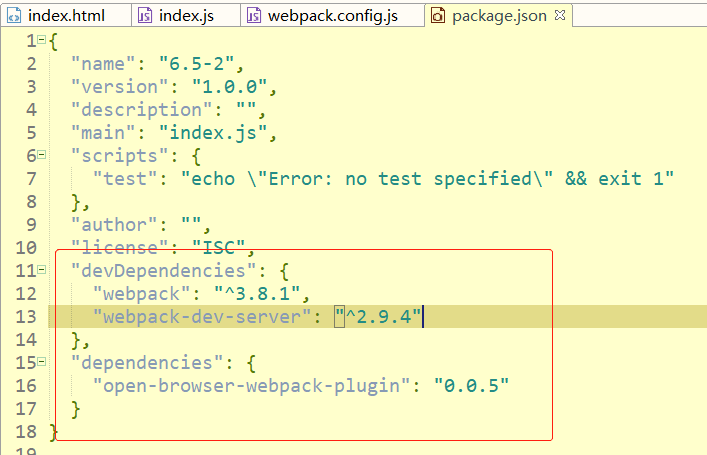 index.html index.js webpack.config.js package.json
1 {
2 "name": "6.5-2",
3 "version": "1.0.0",
4 "description": "",
5 "main": "index.js",
6 "scripts": {
7 "test": "echo \"Error: no test specified\" && exit 1"
8 },
9 "author": "",
10 "license": "ISC",
11 "devDependencies": {
12 "webpack": "^3.8.1",
13 "webpack-dev-server": "^2.9.4"
14 },
15 "dependencies": {
16 "open-browser-webpack-plugin": "0.0.5"
17 }
18 }
19